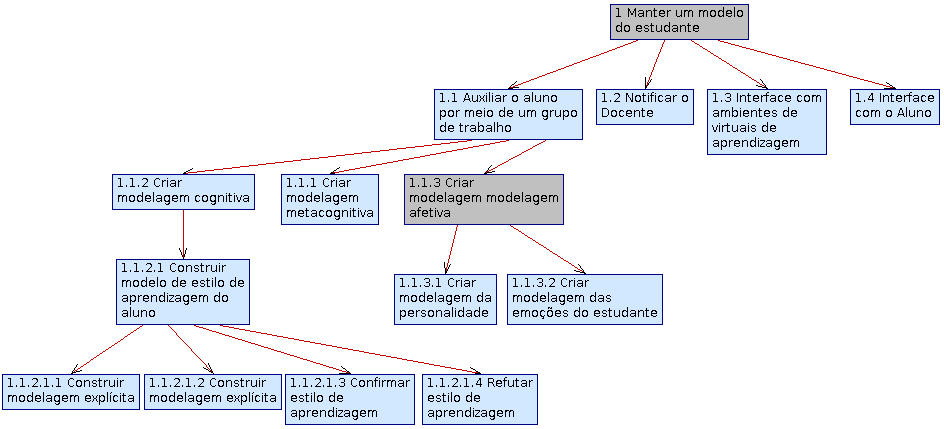 1 Manter um modelo
do estudante
1.1 Auxiliar o aluno
por meio de um grupo
de trabalho
1.2 Notificar o
Docente
1.3 Interface com
ambientes de
virtuais de
aprendizagem
1.4 Interface
com o Aluno
1.1.2 Criar
modelagem cognitiva
1.1.1 Criar
modelagem
metacognitiva
1.1.3 Criar
modelagem modelagem
afetiva
1.1.2.1 Construir
modelo de estilo de
aprendizagem do
aluno
1.1.3.1 Criar
modelagem da
personalidade
1.1.3.2 Criar
modelagem das
emoções do estudante
1.1.2.1.1 Construir
modelagem explícita
1.1.2.1.2 Construir
modelagem explícita
1.1.2.1.3 Confirmar
estilo de
aprendizagem
1.1.2.1.4 Refutar
estilo de
aprendizagem